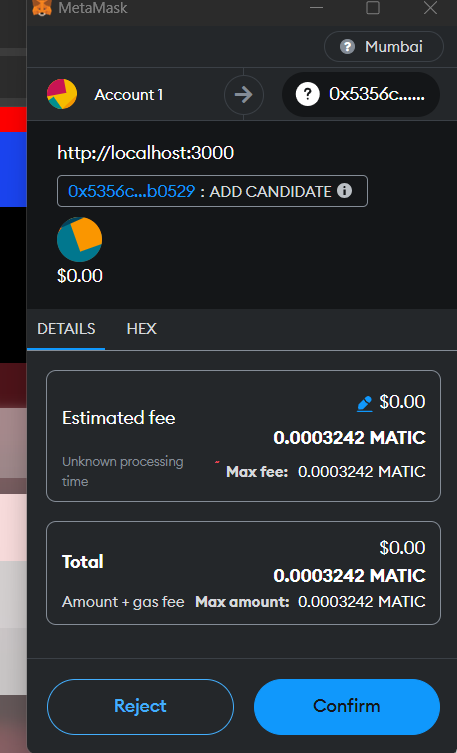 MetaMask
? Mumbai
Account 1
? 0x5356c......
http://localhost:3000
0x5356c...b0529 : ADD CANDIDATE
$0.00
DETAILS HEX
$0.00
Estimated fee
0.0003242 MATIC
Unknown processing time
Max fee: 0.0003242 MATIC
$0.00
Total
0.0003242 MATIC
Amount + gas fee Max amount: 0.0003242 MATIC
Reject Confirm